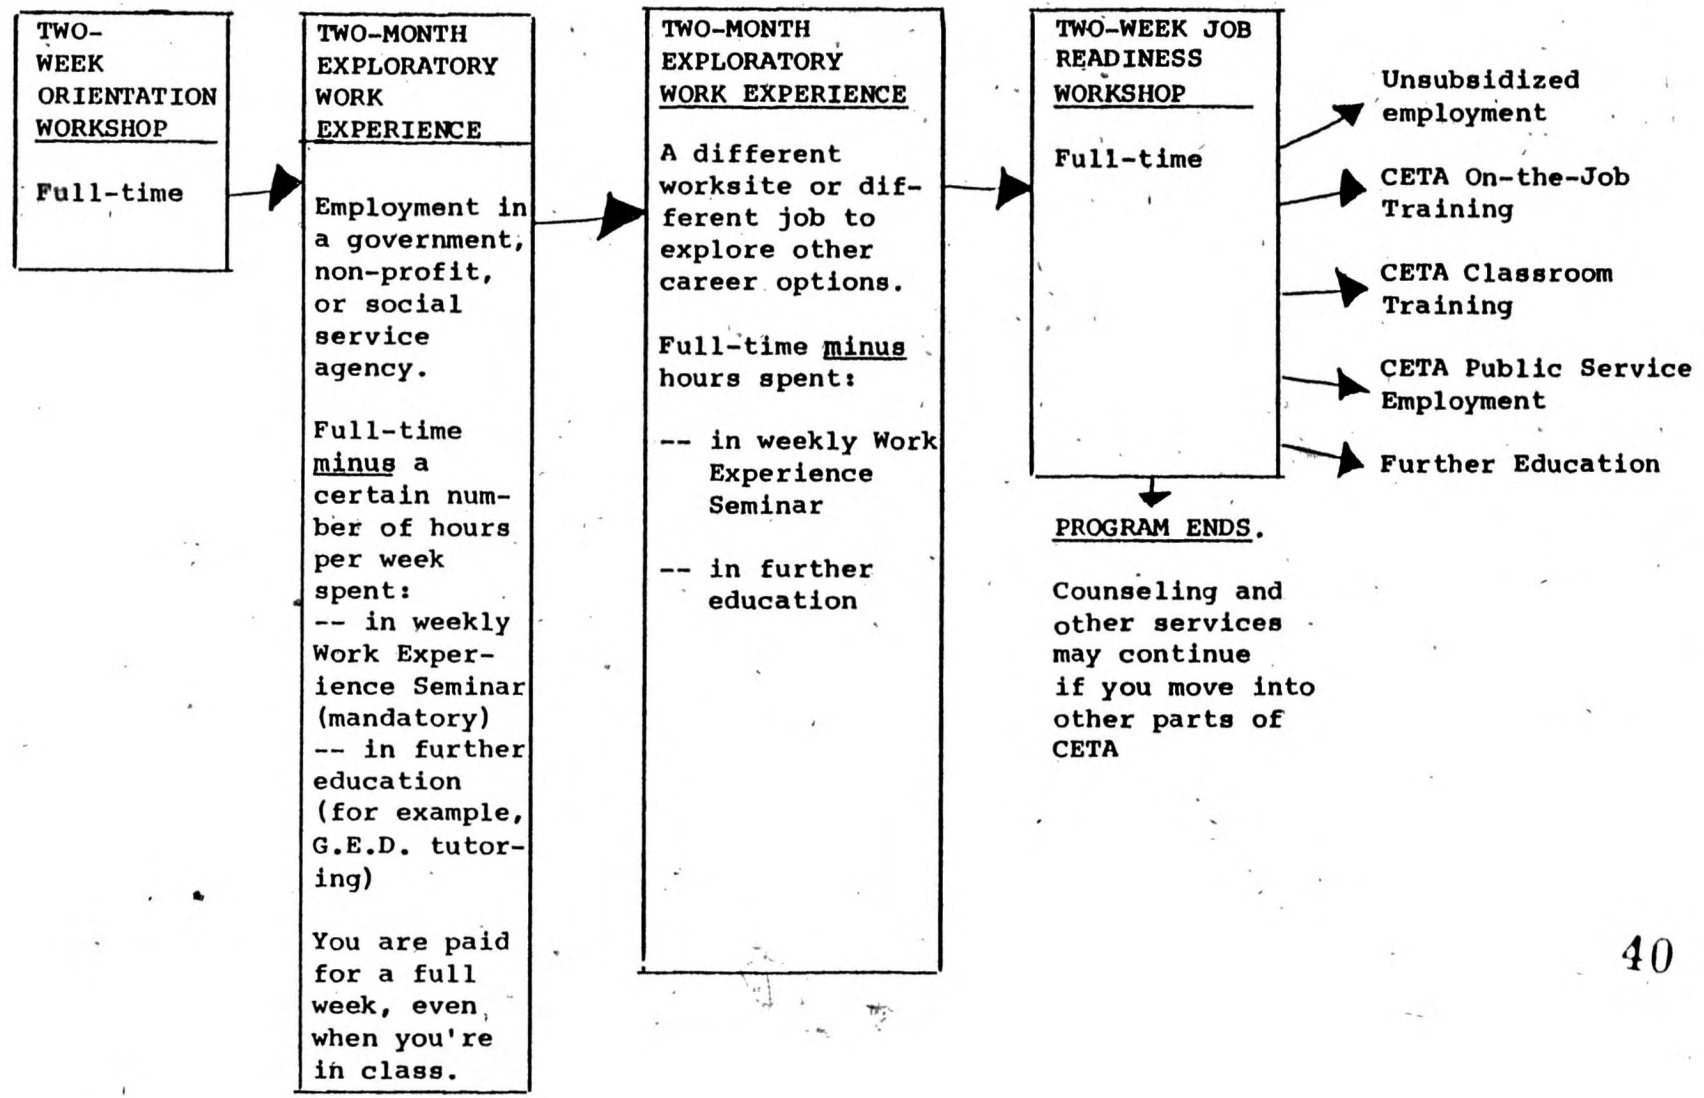 TWO-
WEEK
ORIENTATION
WORKSHOP
Full-time
TWO-MONTH
EXPLORATORY
WORK
EXPERIENCE
Employment in
a government,
non-profit,
or social
service
agency.
Full-time
minus a
certain num-
ber of hours
per week
spent:
-- in weekly
Work Exper-
ience Seminar
(mandatory)
-- in further
education
(for example,
G.E.D. tutor-
ing)
You are paid
for a full
week, even
when you're
in class.
TWO-MONTH
EXPLORATORY
WORK EXPERIENCE
A different
worksite or dif-
ferent job to
explore other
career options.
Full-time minus
hours spent:
-- in weekly Work
Experience
Seminar
-- in further
education
TWO-WEEK JOB
READINESS
WORKSHOP
Full-time
PROGRAM ENDS.
Counseling and
other services
may continue
if you move into
other parts of
CETA
Unsubsidized
employment
CETA On-the-Job
Training
CETA Classroom
Training
CETA Public Service
Employment
Further Education
40